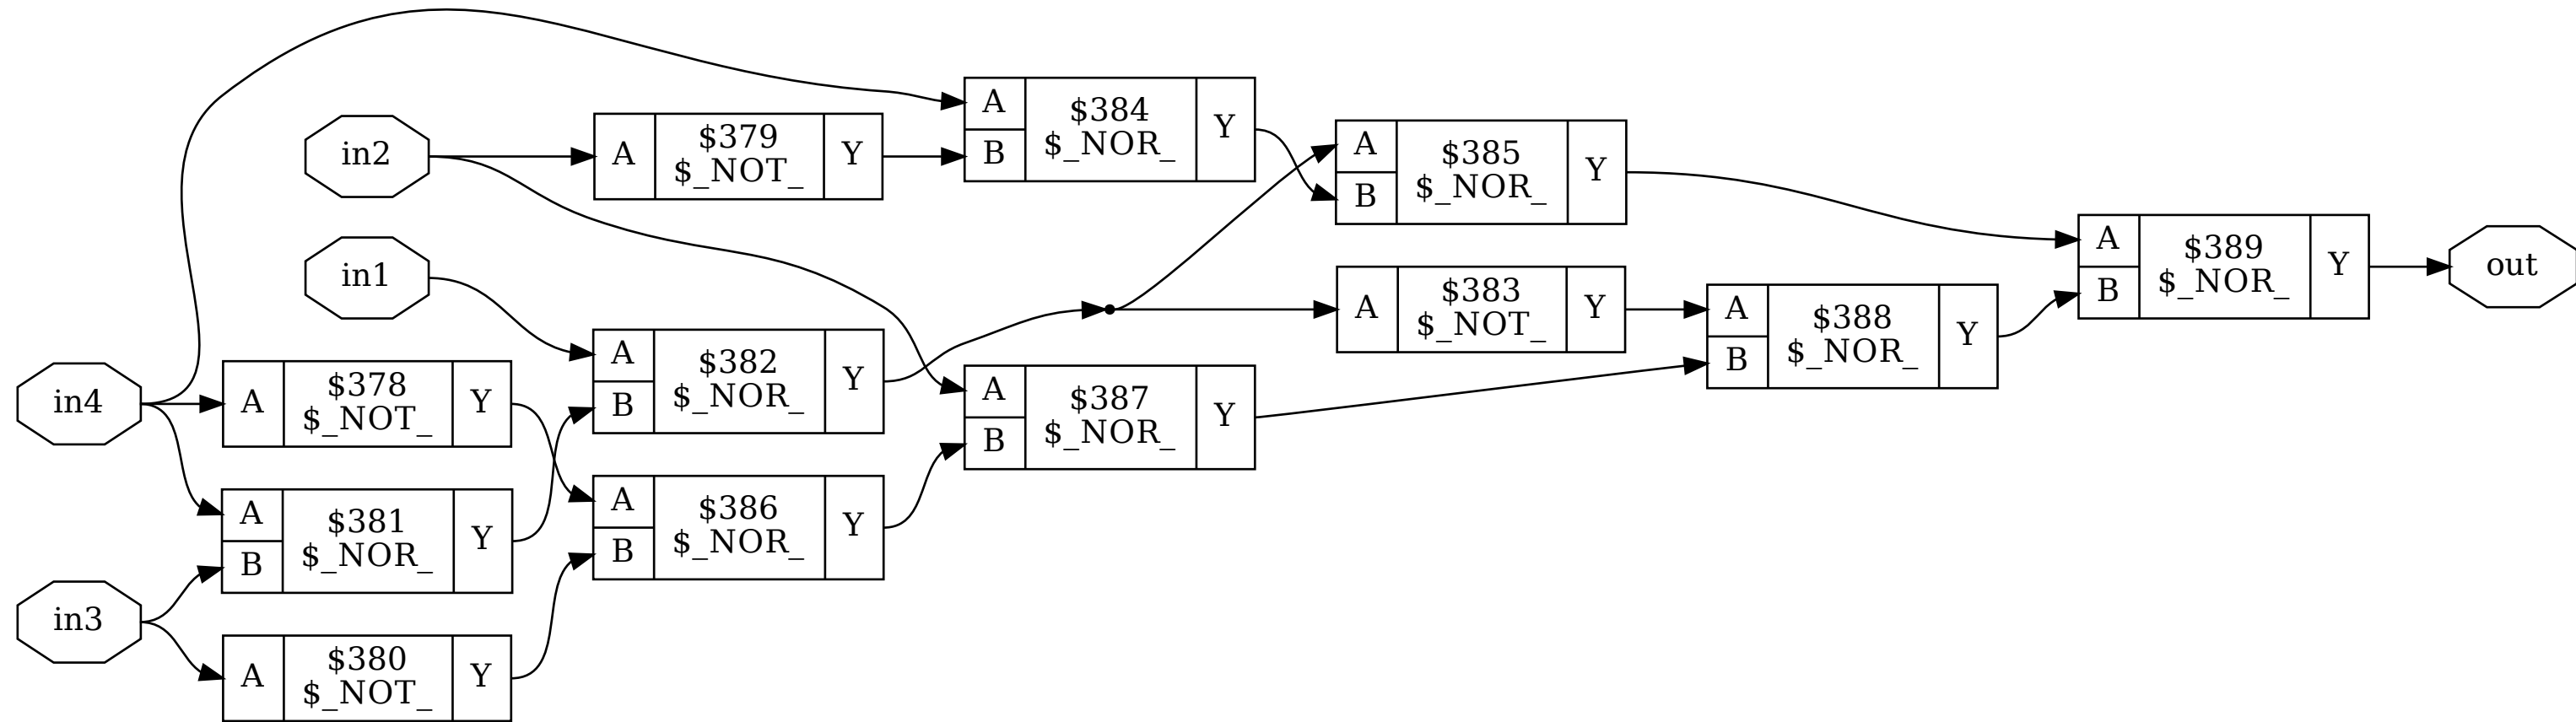 in2
in1
in4
in3
A
$379
$_NOT_
Y
A
B
$384
$_NOR_
Y
A
B
$385
$_NOR_
Y
A
B
$389
$_NOR_
Y
out
A
$383
$_NOT_
Y
A
B
$388
$_NOR_
Y
A
B
$382
$_NOR_
Y
A
$378
$_NOT_
Y
A
B
$387
$_NOR_
Y
A
B
$381
$_NOR_
Y
A
B
$386
$_NOR_
Y
A
$380
$_NOT_
Y